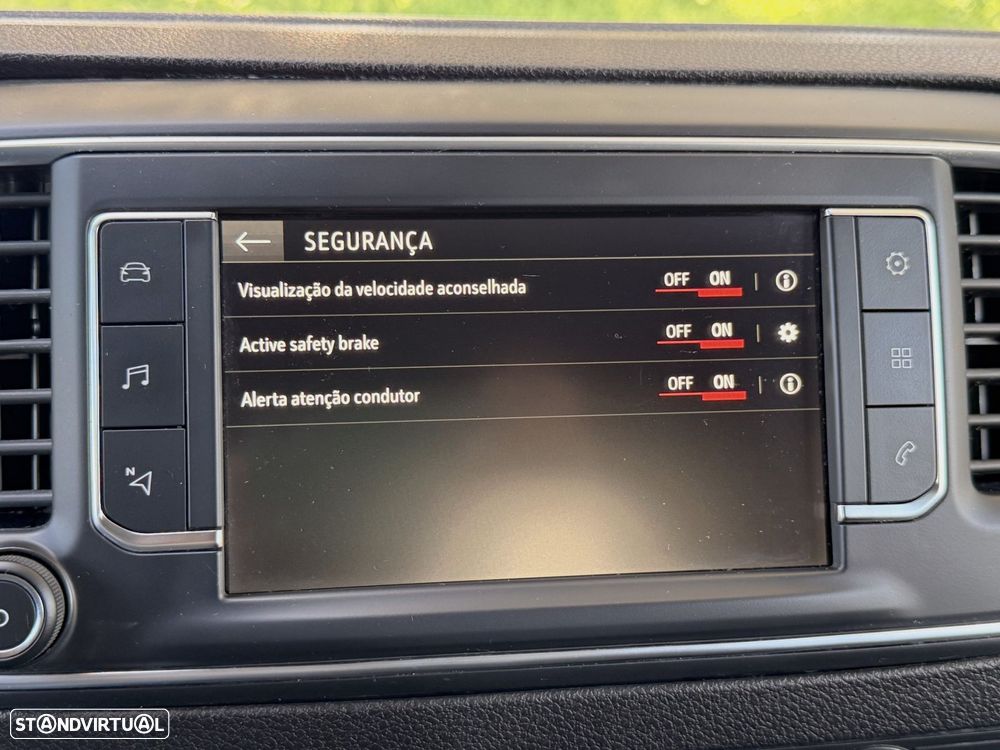 SEGURANÇA
Visualização da velocidade aconselhada OFF ON
Active safety brake OFF ON
Alerta atenção condutor OFF ON
N
STANDVIRTUAL